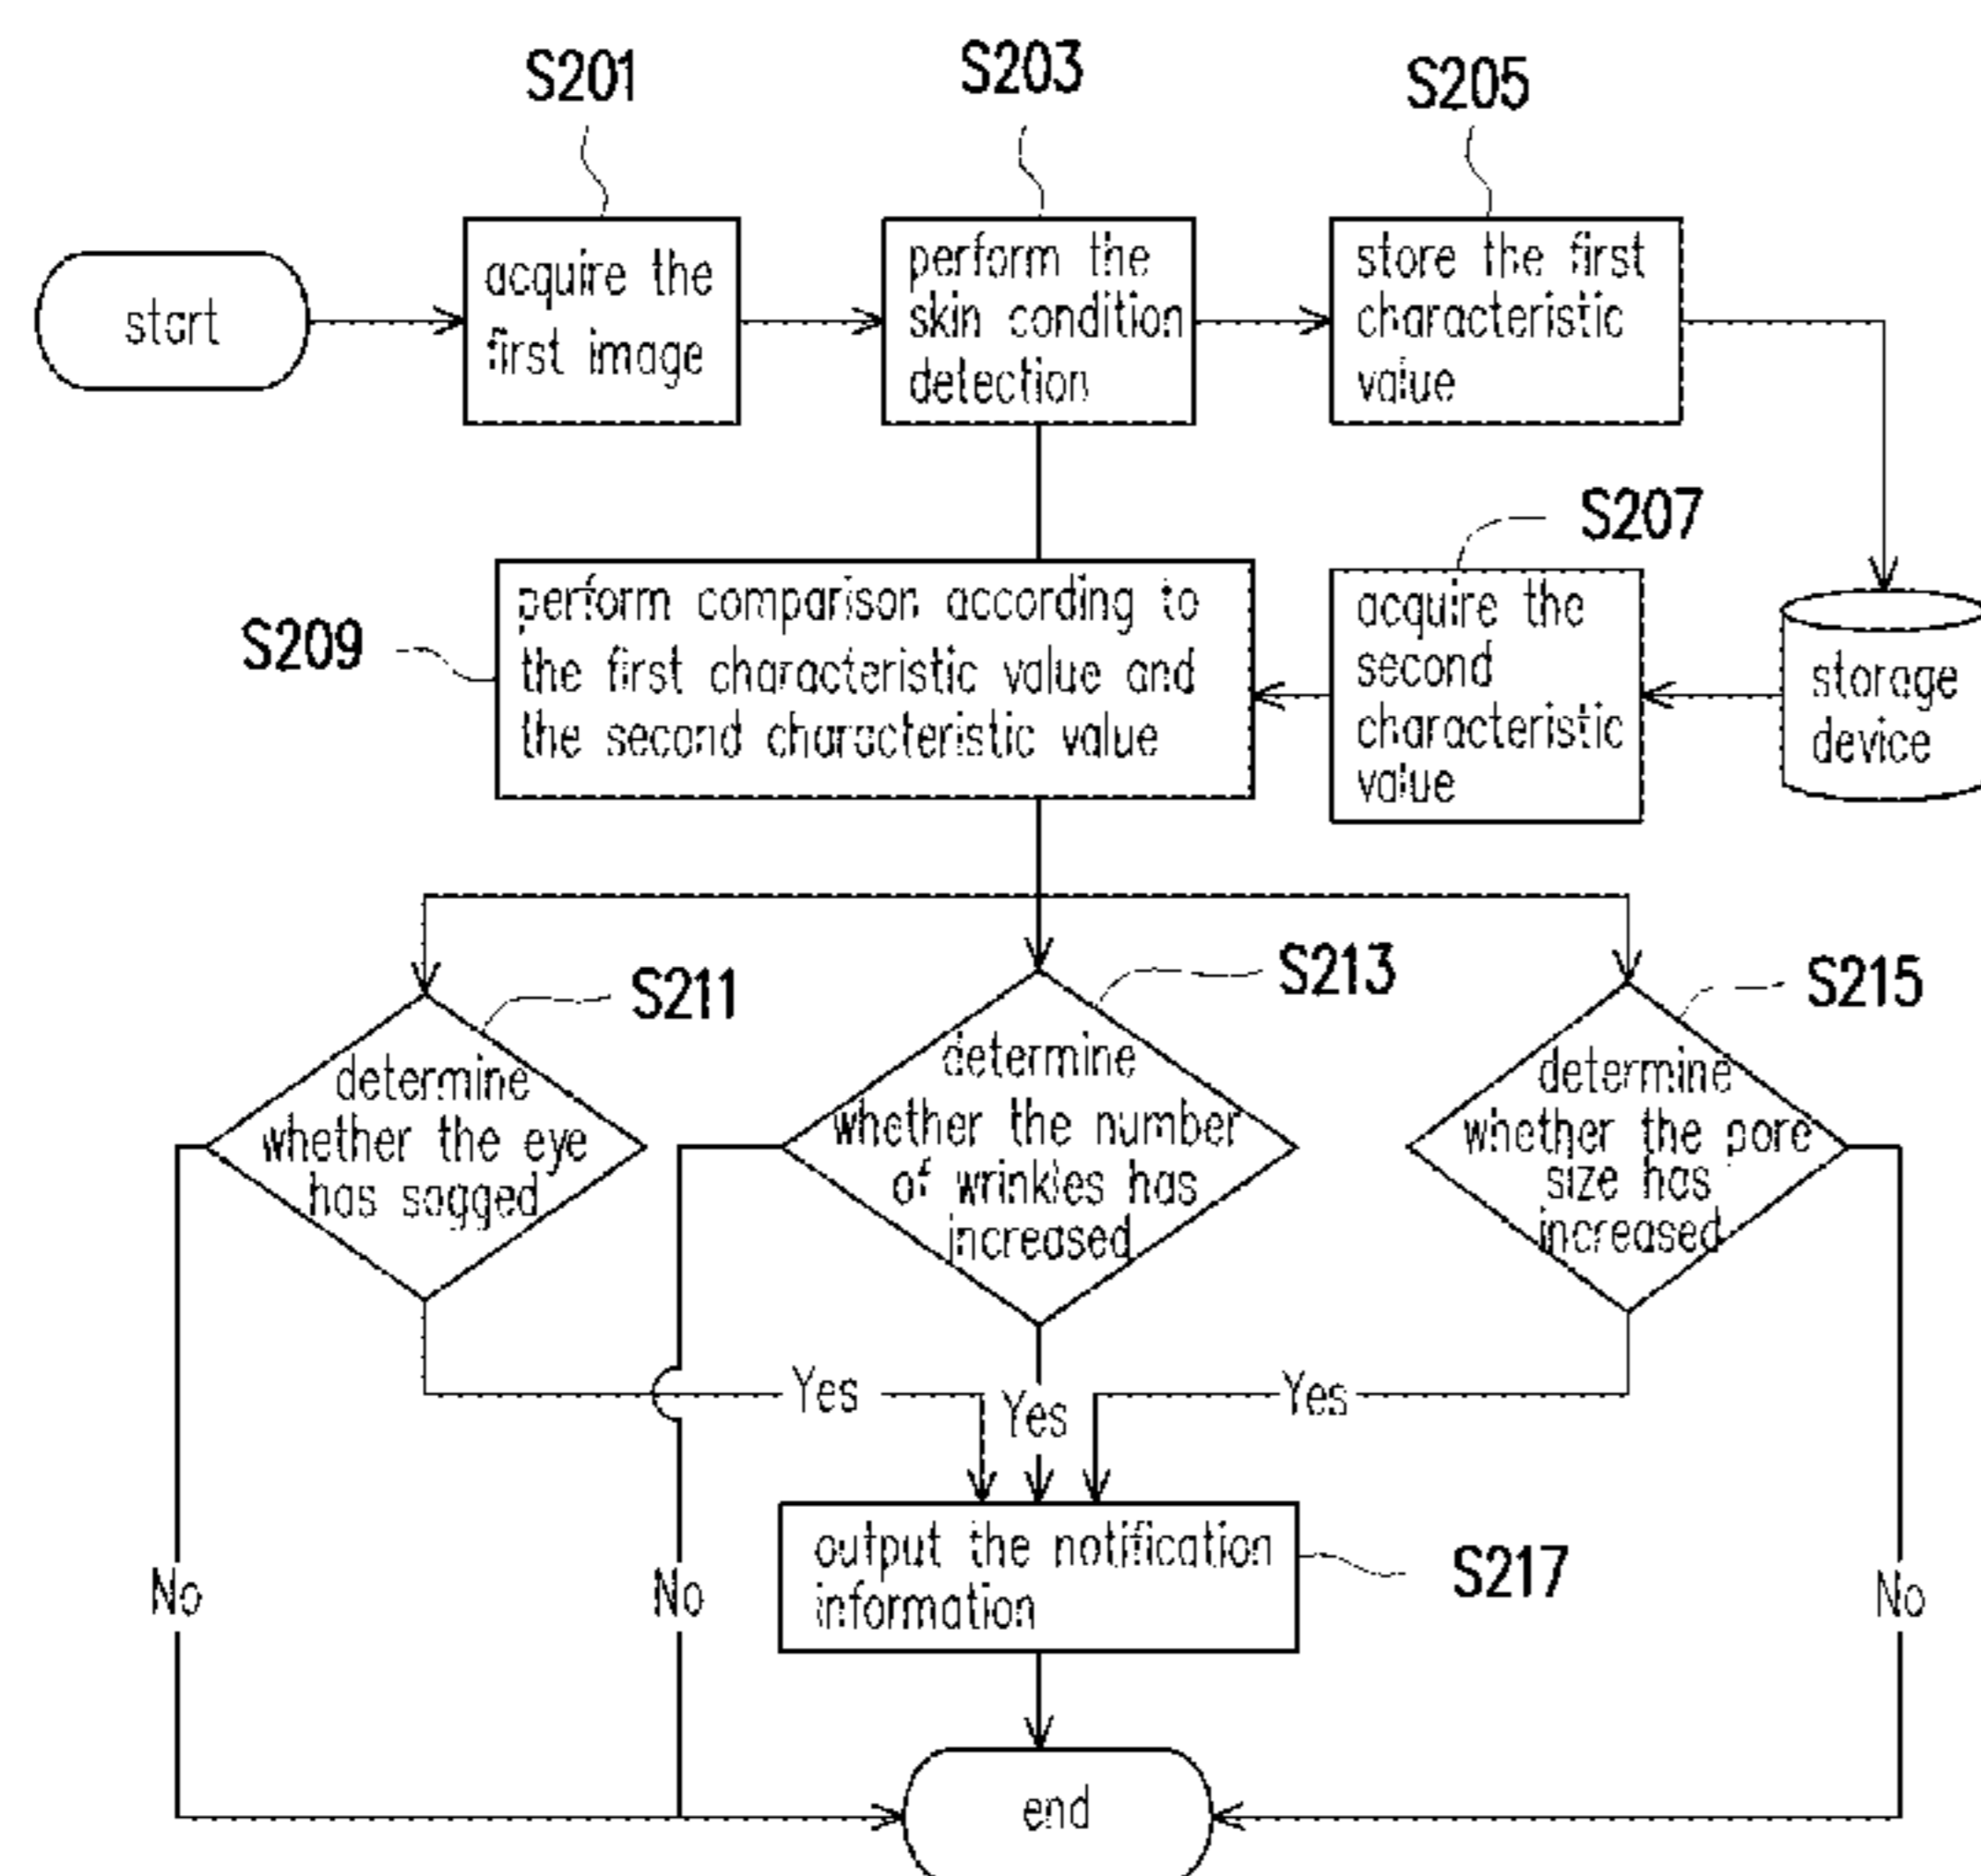 S201
S203
S205
start
acquire the
first image
perform the
skin condition
detection
store the first
characteristic
value
S207
S209
perform comparison according to
the first characteristic value and
the second characteristic value
acquire the
second
characteristic
value
storage
device
S211
S213
S215
determine
whether the eye
has sagged
determine
whether the number
of wrinkles has
increased
determine
whether the pore
size has
increased
Yes
Yes
Yes
output the notification
information
S217
No
No
No
end